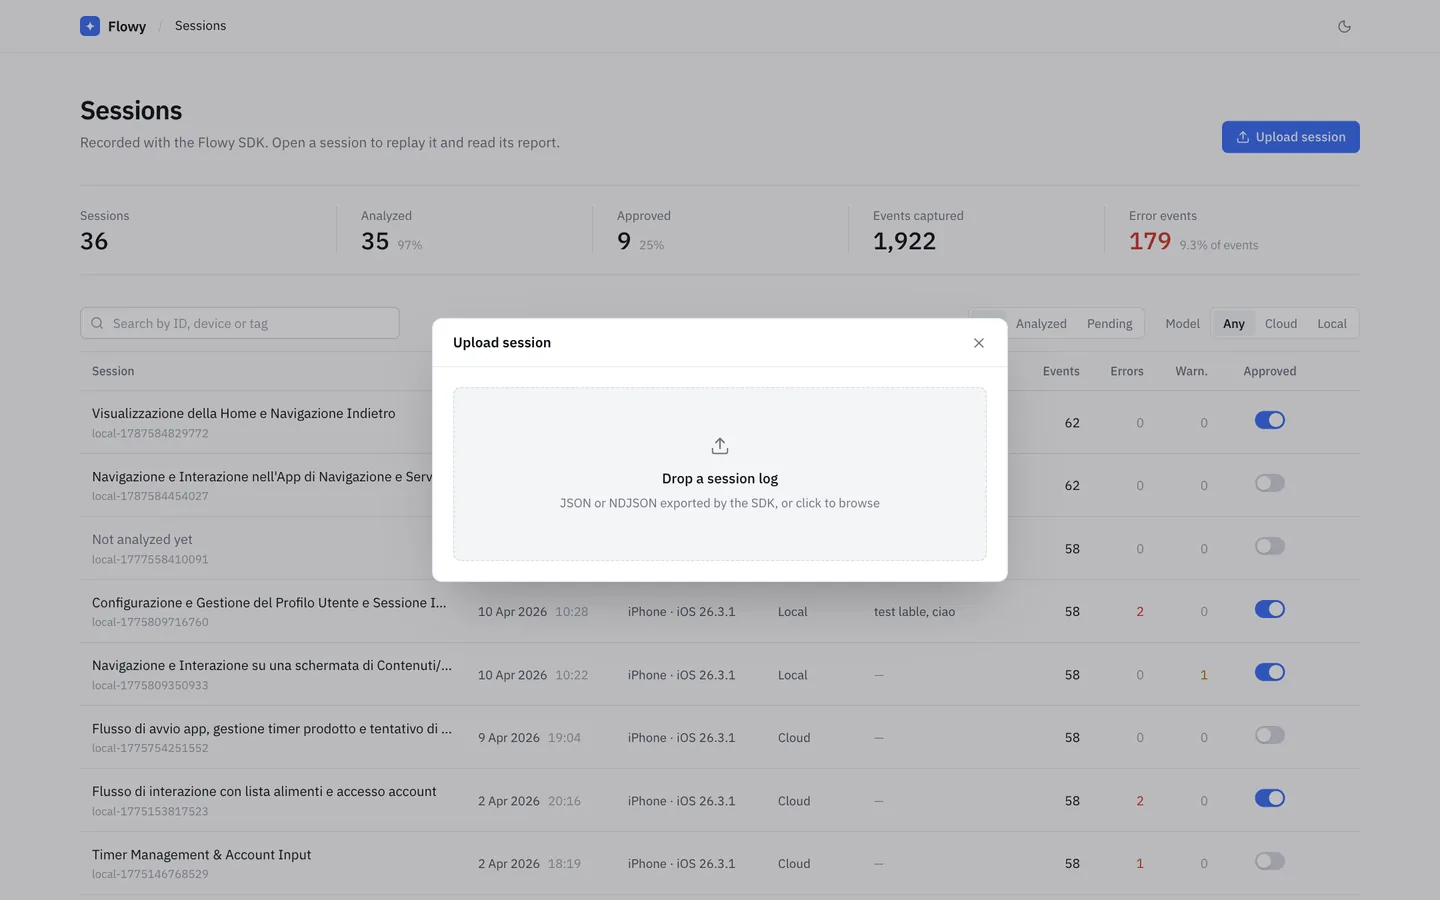 Flowy / Sessions
Sessions
Recorded with the Flowy SDK. Open a session to replay it and read its report.
Upload session
Sessions
36
Analyzed
35 97%
Approved
9 25%
Events captured
1,922
Error events
179 9.3% of events
Search by ID, device or tag
Analyzed Pending Model Any Cloud Local
Upload session
Drop a session log
JSON or NDJSON exported by the SDK, or click to browse
Session Events Errors Warn. Approved
Visualizzazione della Home e Navigazione Indietro 62 0 0
local-1787584829772
Navigazione e Interazione nell'App di Navigazione e Serv 62 0 0
local-1787584454027
Not analyzed yet 58 0 0
local-1777558410091
Configurazione e Gestione del Profilo Utente e Sessione I... 10 Apr 2026 10:28 iPhone · iOS 26.3.1 Local test lable, ciao 58 2 0
local-1775809716760
Navigazione e Interazione su una schermata di Contenuti/... 10 Apr 2026 10:22 iPhone · iOS 26.3.1 Local — 58 0 1
local-1775809350933
Flusso di avvio app, gestione timer prodotto e tentativo di ... 9 Apr 2026 19:04 iPhone · iOS 26.3.1 Cloud — 58 0 0
local-1775754251552
Flusso di interazione con lista alimenti e accesso account 2 Apr 2026 20:16 iPhone · iOS 26.3.1 Cloud — 58 2 0
local-1775153817523
Timer Management & Account Input 2 Apr 2026 18:19 iPhone · iOS 26.3.1 Cloud — 58 1 0
local-1775146768529